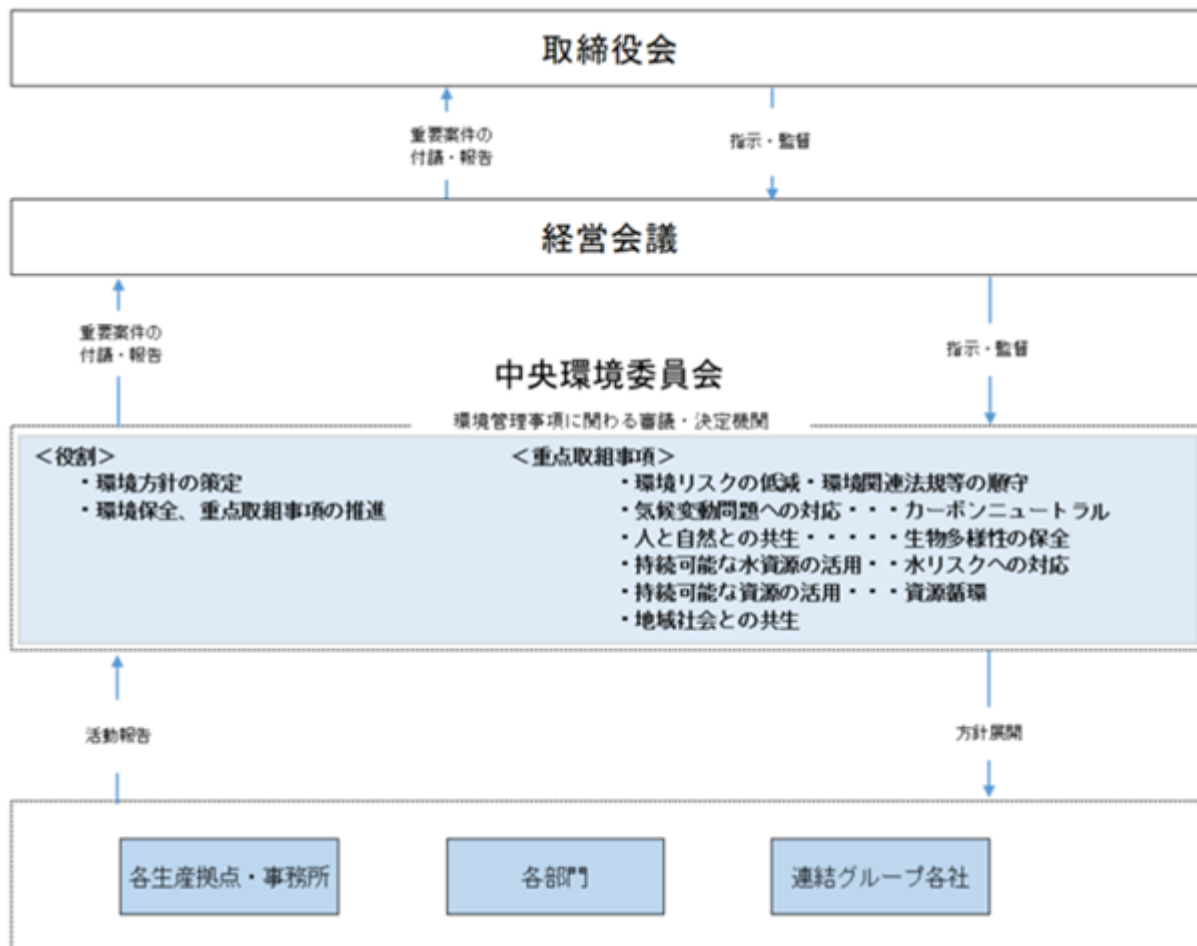 取締役会
重要案件の
付議・報告
指示・監督
経営会議
重要案件の
付議・報告
指示・監督
中央環境委員会
環境管理事項に関わる審議・決定機関
＜役割＞
・環境方針の策定
・環境保全、重点取組事項の推進
＜重点取組事項＞
・環境リスクの低減・環境関連法規等の順守
・気候変動問題への対応・・・カーボンニュートラル
・人と自然との共生・・・・・生物多様性の保全
・持続可能な水資源の活用・・水リスクへの対応
・持続可能な資源の活用・・・資源循環
・地域社会との共生
活動報告
方針展開
各生産拠点・事務所
各部門
連結グループ各社